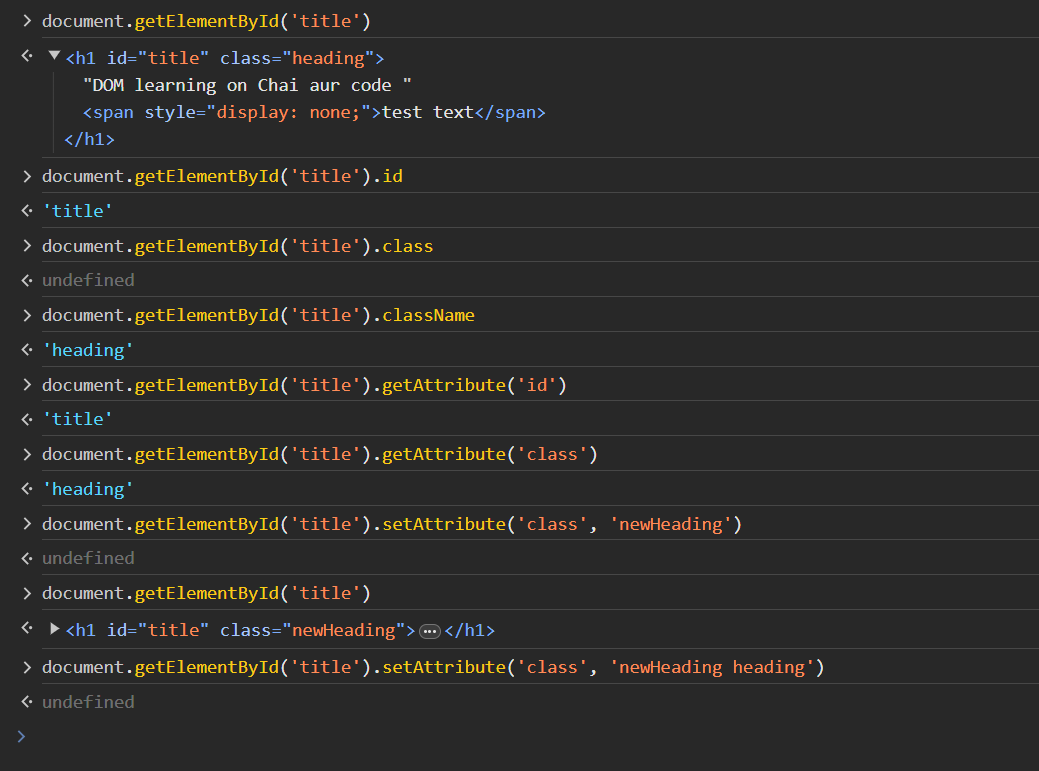 document.getElementById('title')
<h1 id="title" class="heading">
"DOM learning on Chai aur code "
<span style="display: none;">test text</span>
</h1>
document.getElementById('title').id
'title'
document.getElementById('title').class
undefined
document.getElementById('title').className
'heading'
document.getElementById('title').getAttribute('id')
'title'
document.getElementById('title').getAttribute('class')
'heading'
document.getElementById('title').setAttribute('class', 'newHeading')
undefined
document.getElementById('title')
<h1 id="title" class="newHeading">…</h1>
document.getElementById('title').setAttribute('class', 'newHeading heading')
undefined